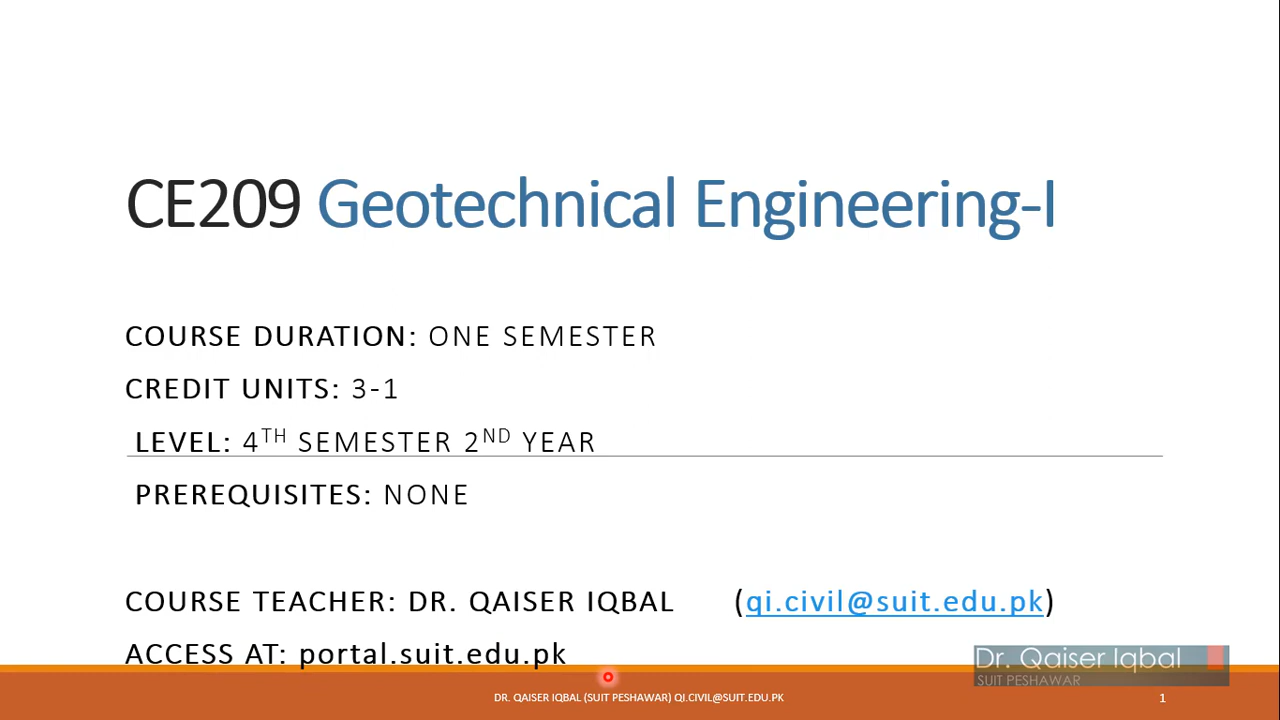 CE209 Geotechnical Engineering-I
COURSE DURATION: ONE SEMESTER
CREDIT UNITS: 3-1
LEVEL: 4TH SEMESTER 2ND YEAR
PREREQUISITES: NONE
COURSE TEACHER: DR. QAISER IQBAL (qi.civil@suit.edu.pk)
ACCESS AT: portal.suit.edu.pk
Dr. Qaiser Iqbal
SUIT PESHAWAR
DR. QAISER IQBAL (SUIT PESHAWAR) QI.CIVIL@SUIT.EDU.PK 1